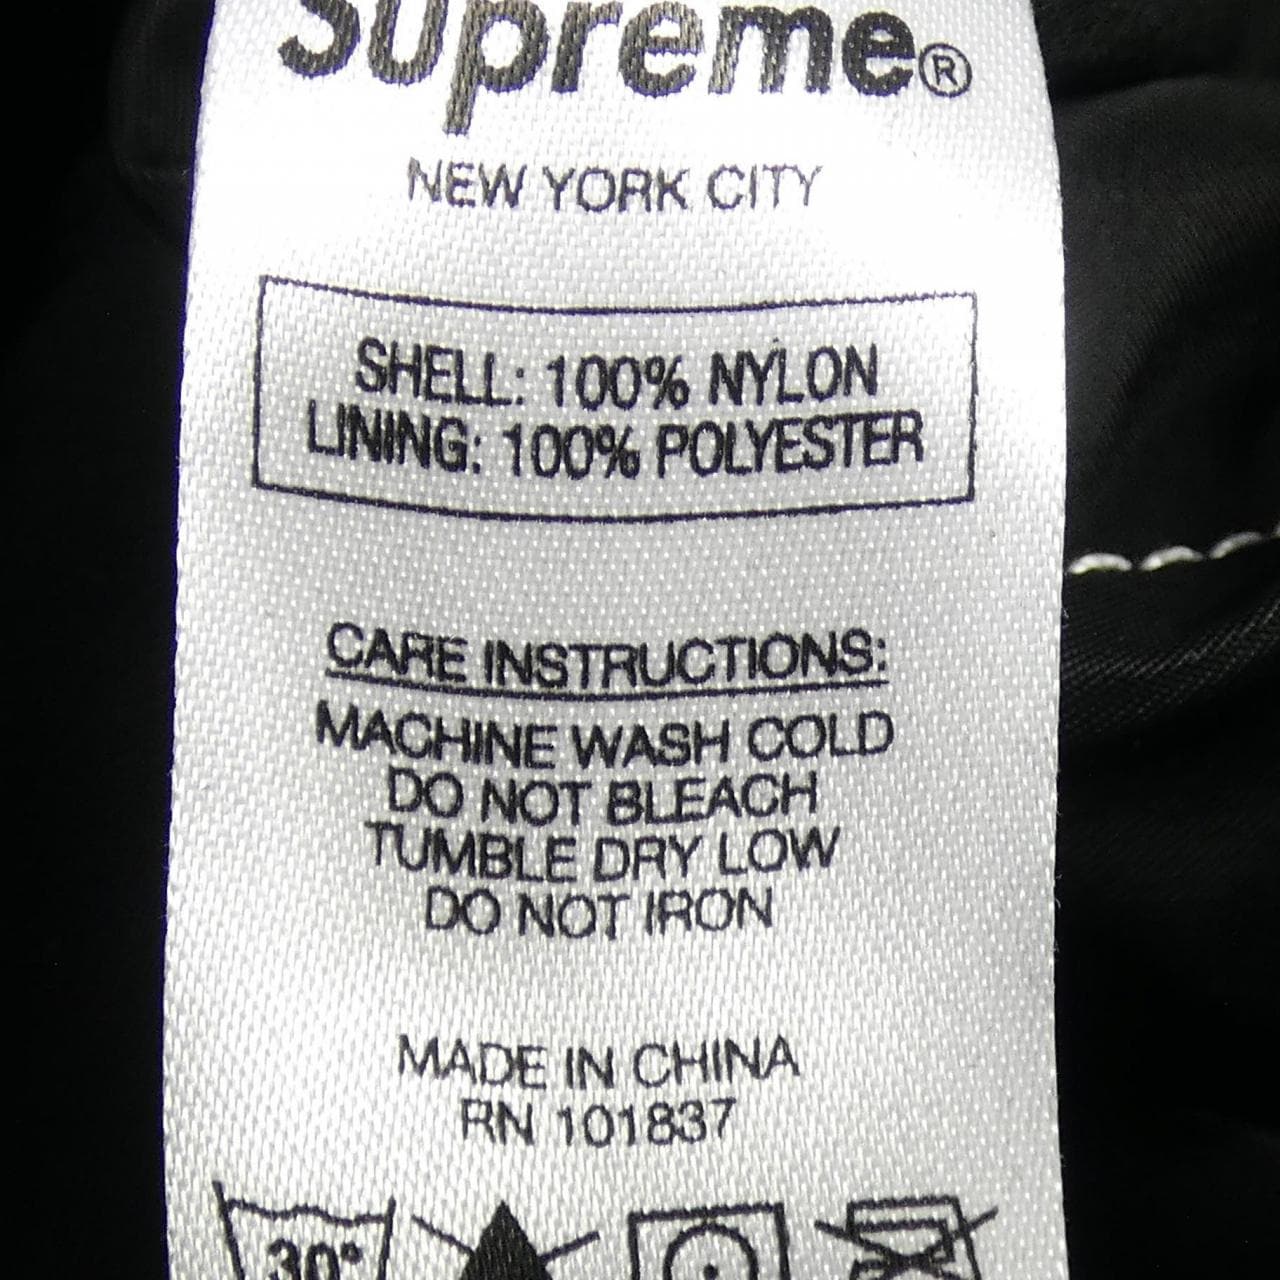 Supreme®
NEW YORK CITY
SHELL: 100% NYLON
LINING: 100% POLYESTER
CARE INSTRUCTIONS:
MACHINE WASH COLD
DO NOT BLEACH
TUMBLE DRY LOW
DO NOT IRON
MADE IN CHINA
RN 101837
30°